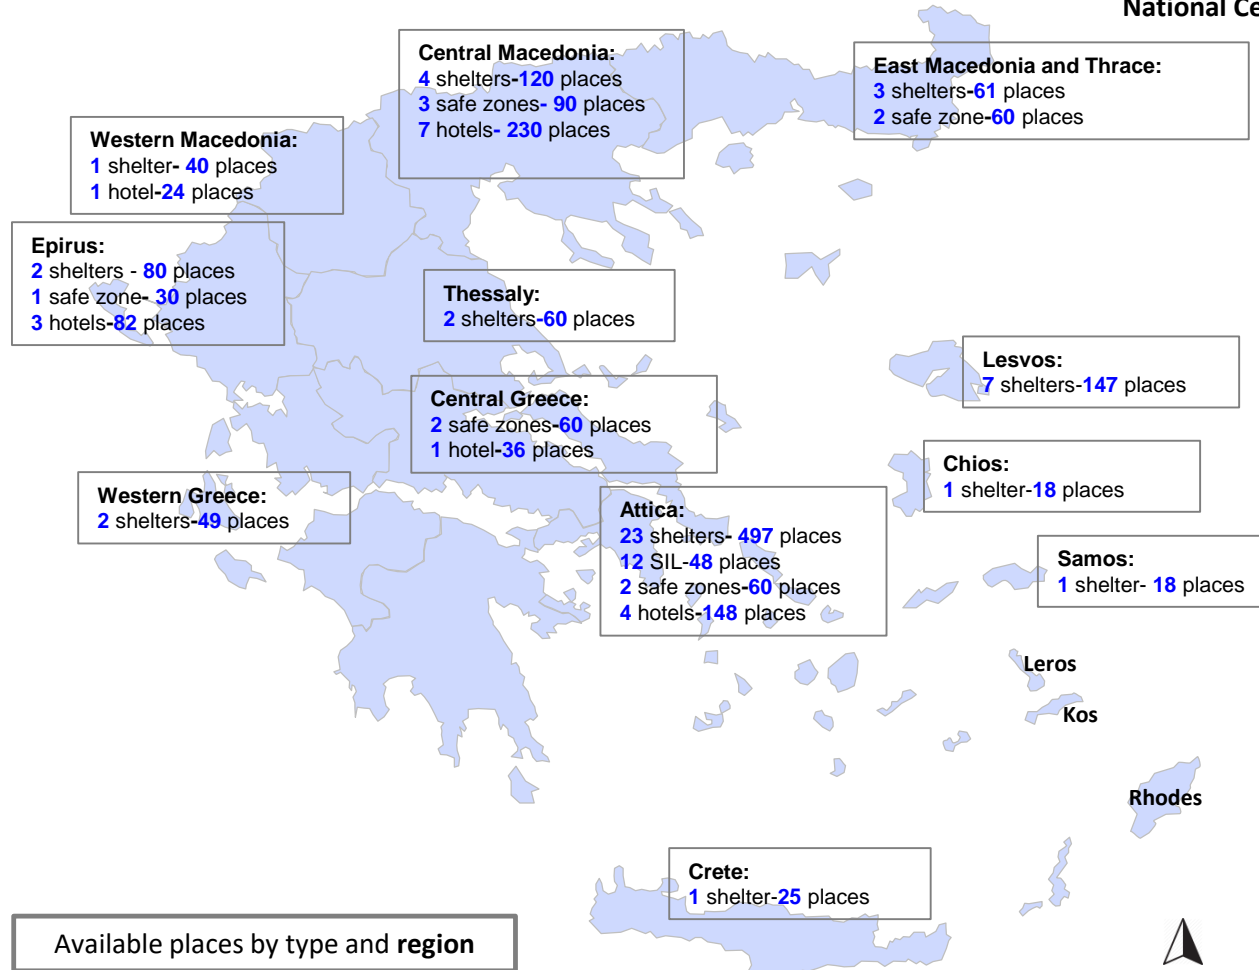 National Ce
Central Macedonia:
4 shelters-120 places
3 safe zones- 90 places
7 hotels- 230 places
East Macedonia and Thrace:
3 shelters-61 places
2 safe zone-60 places
Western Macedonia:
1 shelter- 40 places
1 hotel-24 places
Epirus:
2 shelters - 80 places
1 safe zone- 30 places
3 hotels-82 places
Thessaly:
2 shelters-60 places
Lesvos:
7 shelters-147 places
Central Greece:
2 safe zones-60 places
1 hotel-36 places
Chios:
1 shelter-18 places
Western Greece:
2 shelters-49 places
Attica:
23 shelters- 497 places
12 SIL-48 places
2 safe zones-60 places
4 hotels-148 places
Samos:
1 shelter- 18 places
Leros
Kos
Rhodes
Crete:
1 shelter-25 places
Available places by type and region